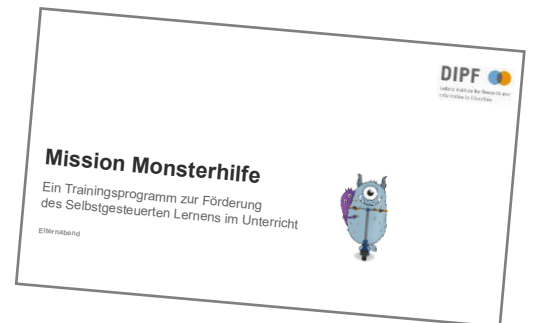 DIPF
Mission Monsterhilfe
Ein Trainingsprogramm zur Förderung
des Selbstgesteuerten Lernens im Unterricht
Elternabend